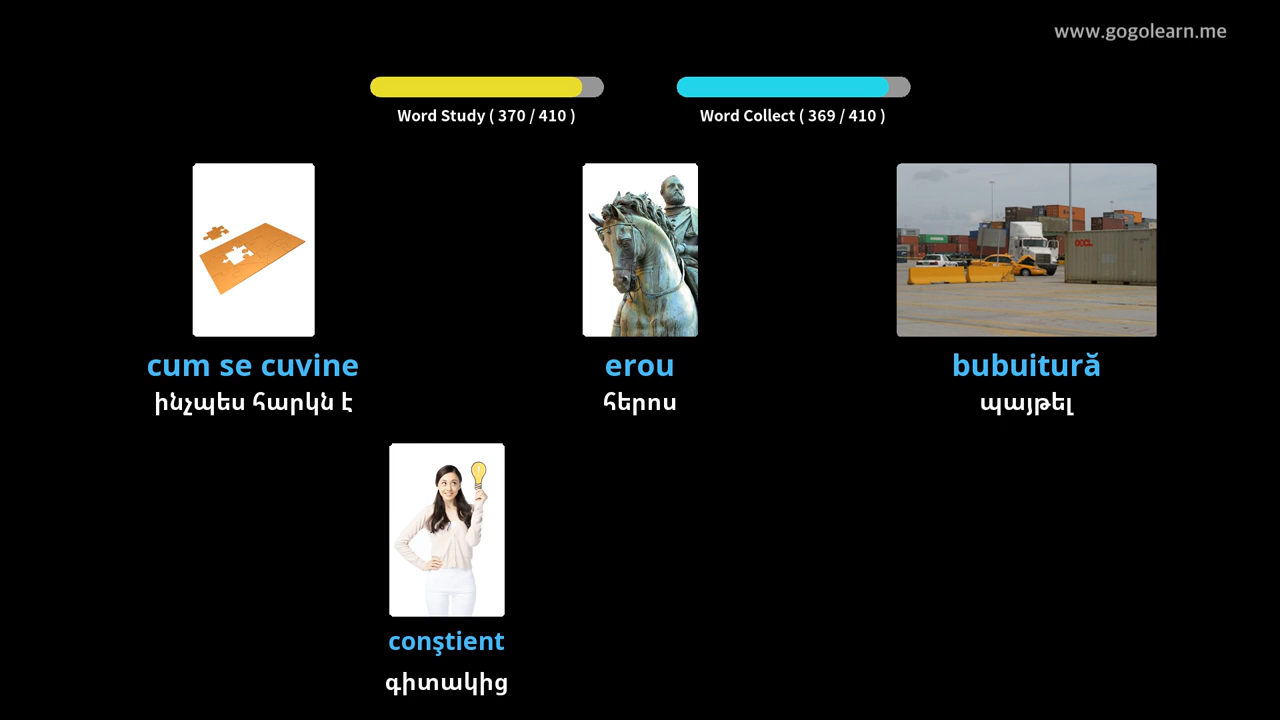 www.gogolearn.me
Word Study ( 370 / 410 )
Word Collect ( 369 / 410 )
cum se cuvine
ինչպես հարկն է
erou
հերոս
bubuitură
պայթել
conştient
գիտակից